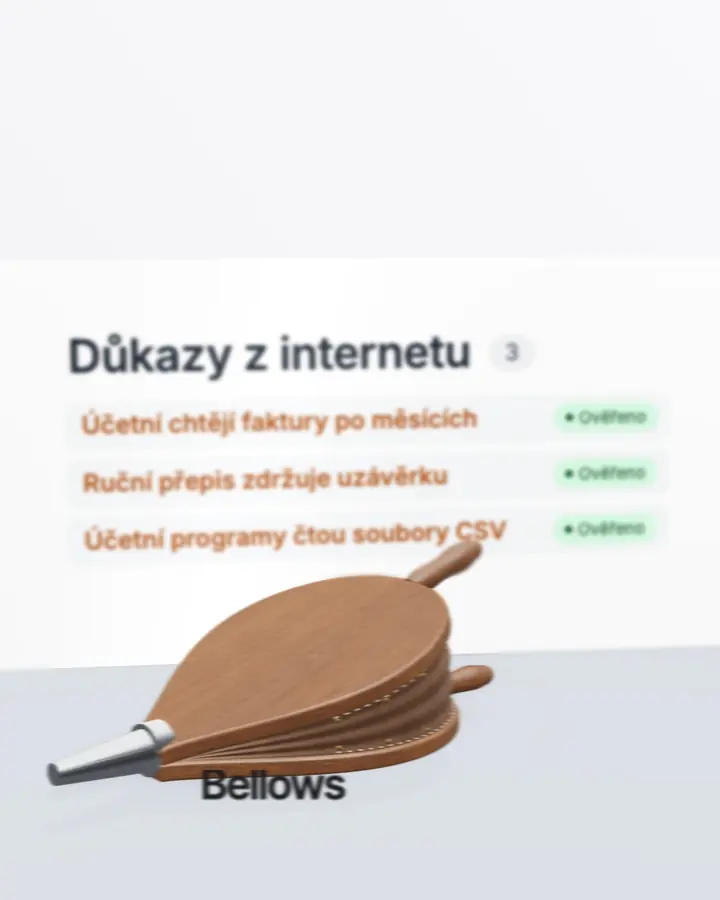 Důkazy z internetu 3
Účetní chtějí faktury po měsících
• Ověřeno
Ruční přepis zdržuje uzávěrku
• Ověřeno
Účetní programy čtou soubory CSV
• Ověřeno
Bellows